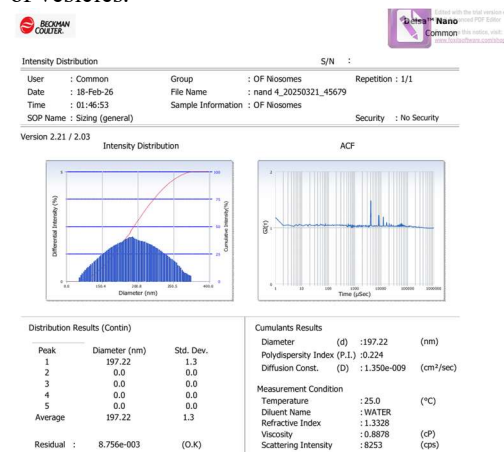 of vesicles.
BECKMAN
COULTER.
Delsa™ Nano
Common
Intensity Distribution S/N :
User : Common Group : OF Niosomes Repetition : 1/1
Date : 18-Feb-26 File Name : nand 4_20250321_45679
Time : 01:46:53 Sample Information : OF Niosomes
SOP Name : Sizing (general) Security : No Security
Version 2.21 / 2.03
Intensity Distribution
Differential Intensity (%)
Cumulative Intensity(%)
Diameter (nm)
ACF
G2(τ)
Time (µSec)
Distribution Results (Contin)
Peak Diameter (nm) Std. Dev.
1 197.22 1.3
2 0.0 0.0
3 0.0 0.0
4 0.0 0.0
5 0.0 0.0
Average 197.22 1.3
Residual : 8.756e-003 (O.K)
Cumulants Results
Diameter (d) :197.22 (nm)
Polydispersity Index (P.I.) :0.224
Diffusion Const. (D) : 1.350e-009 (cm²/sec)
Measurement Condition
Temperature : 25.0 (°C)
Diluent Name : WATER
Refractive Index : 1.3328
Viscosity : 0.8878 (cP)
Scattering Intensity : 8253 (cps)